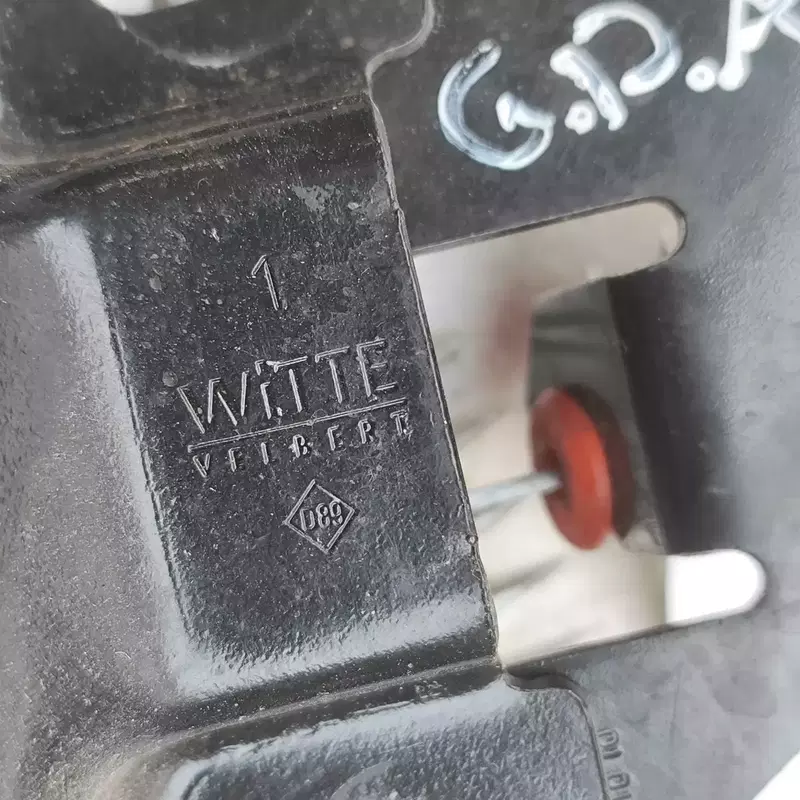 G.D.A
1
WITTE
VELBERT
D89